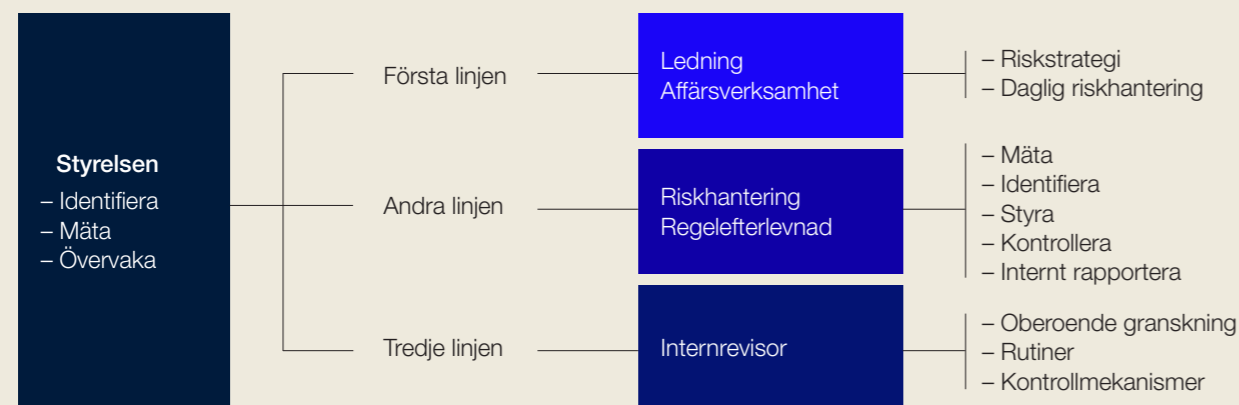 Styrelsen
– Identifiera
– Mäta
– Övervaka
Första linjen
Ledning
Affärsverksamhet
– Riskstrategi
– Daglig riskhantering
Andra linjen
Riskhantering
Regelefterlevnad
– Mäta
– Identifiera
– Styra
– Kontrollera
– Internt rapportera
Tredje linjen
Internrevisor
– Oberoende granskning
– Rutiner
– Kontrollmekanismer